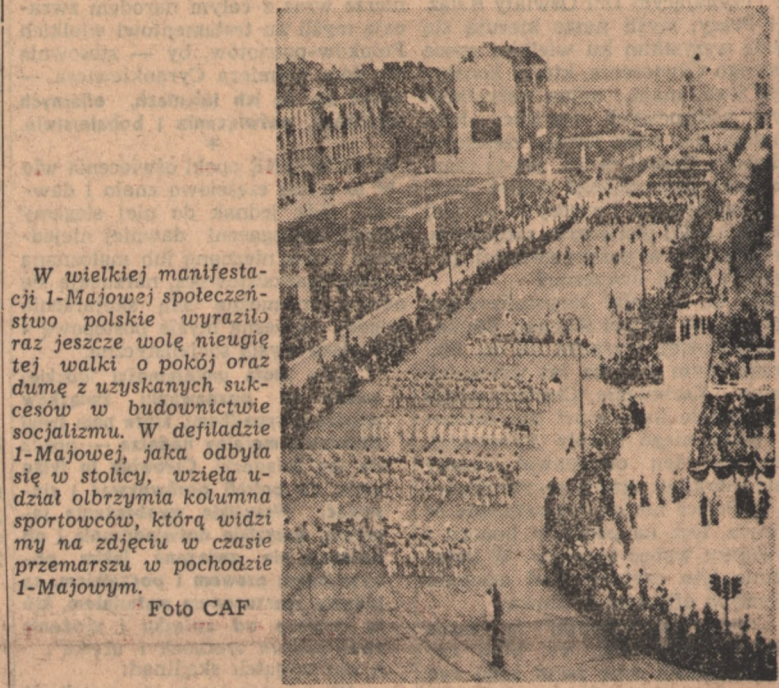 W wielkiej manifesta-
cji 1-Majowej społeczeń-
stwo polskie wyraziło
raz jeszcze wolę nieugię
tej walki o pokój oraz
dumę z uzyskanych suk-
cesów w budownictwie
socjalizmu. W defiladzie
1-Majowej, jaka odbyła
się w stolicy, wzięła u-
dział olbrzymia kolumna
sportowców, którą widzi
my na zdjęciu w czasie
przemarszu w pochodzie
1-Majowym.
Foto CAF